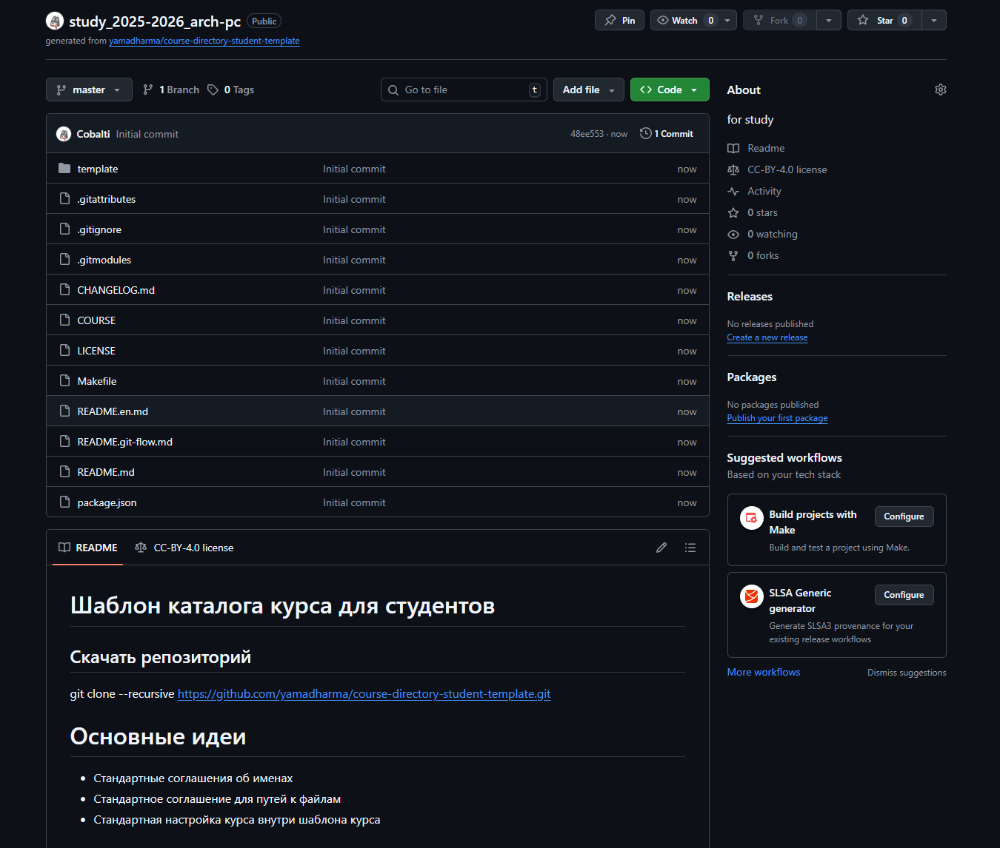 study_2025-2026_arch-pc Public
Pin
Watch 0
Fork 0
Star 0
generated from yamadharma/course-directory-student-template
master
1 Branch
0 Tags
Go to file t
Add file
Code
Cobalti Initial commit 48ee553 · now 1 Commit
template Initial commit now
.gitattributes Initial commit now
.gitignore Initial commit now
.gitmodules Initial commit now
CHANGELOG.md Initial commit now
COURSE Initial commit now
LICENSE Initial commit now
Makefile Initial commit now
README.en.md Initial commit now
README.git-flow.md Initial commit now
README.md Initial commit now
package.json Initial commit now
README CC-BY-4.0 license
Шаблон каталога курса для студентов
Скачать репозиторий
git clone --recursive https://github.com/yamadharma/course-directory-student-template.git
Основные идеи
Стандартные соглашения об именах
Стандартное соглашение для путей к файлам
Стандартная настройка курса внутри шаблона курса
About
for study
Readme
CC-BY-4.0 license
Activity
0 stars
0 watching
0 forks
Releases
No releases published
Create a new release
Packages
No packages published
Publish your first package
Suggested workflows
Based on your tech stack
Build projects with
Make
Configure
Build and test a project using Make.
SLSA Generic
generator
Configure
Generate SLSA3 provenance for your
existing release workflows
More workflows
Dismiss suggestions